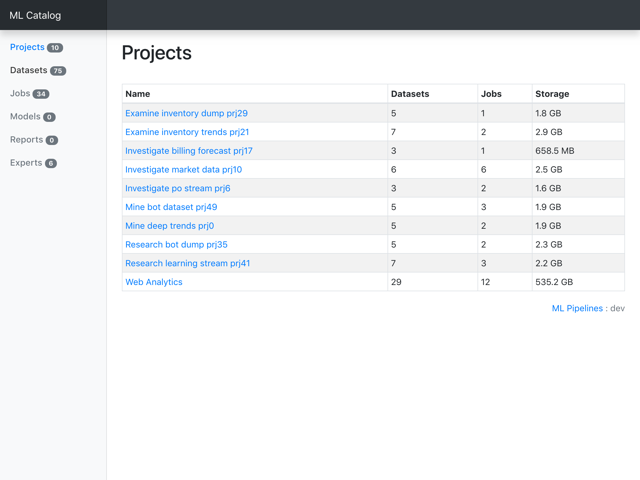 ML Catalog
Projects 10
Datasets 75
Jobs 34
Models 0
Reports 0
Experts 6
Projects
Name Datasets Jobs Storage
Examine inventory dump prj29 5 1 1.8 GB
Examine inventory trends prj21 7 2 2.9 GB
Investigate billing forecast prj17 3 1 658.5 MB
Investigate market data prj10 6 6 2.5 GB
Investigate po stream prj6 3 2 1.6 GB
Mine bot dataset prj49 5 3 1.9 GB
Mine deep trends prj0 5 2 1.9 GB
Research bot dump prj35 5 2 2.3 GB
Research learning stream prj41 7 3 2.2 GB
Web Analytics 29 12 535.2 GB
ML Pipelines : dev